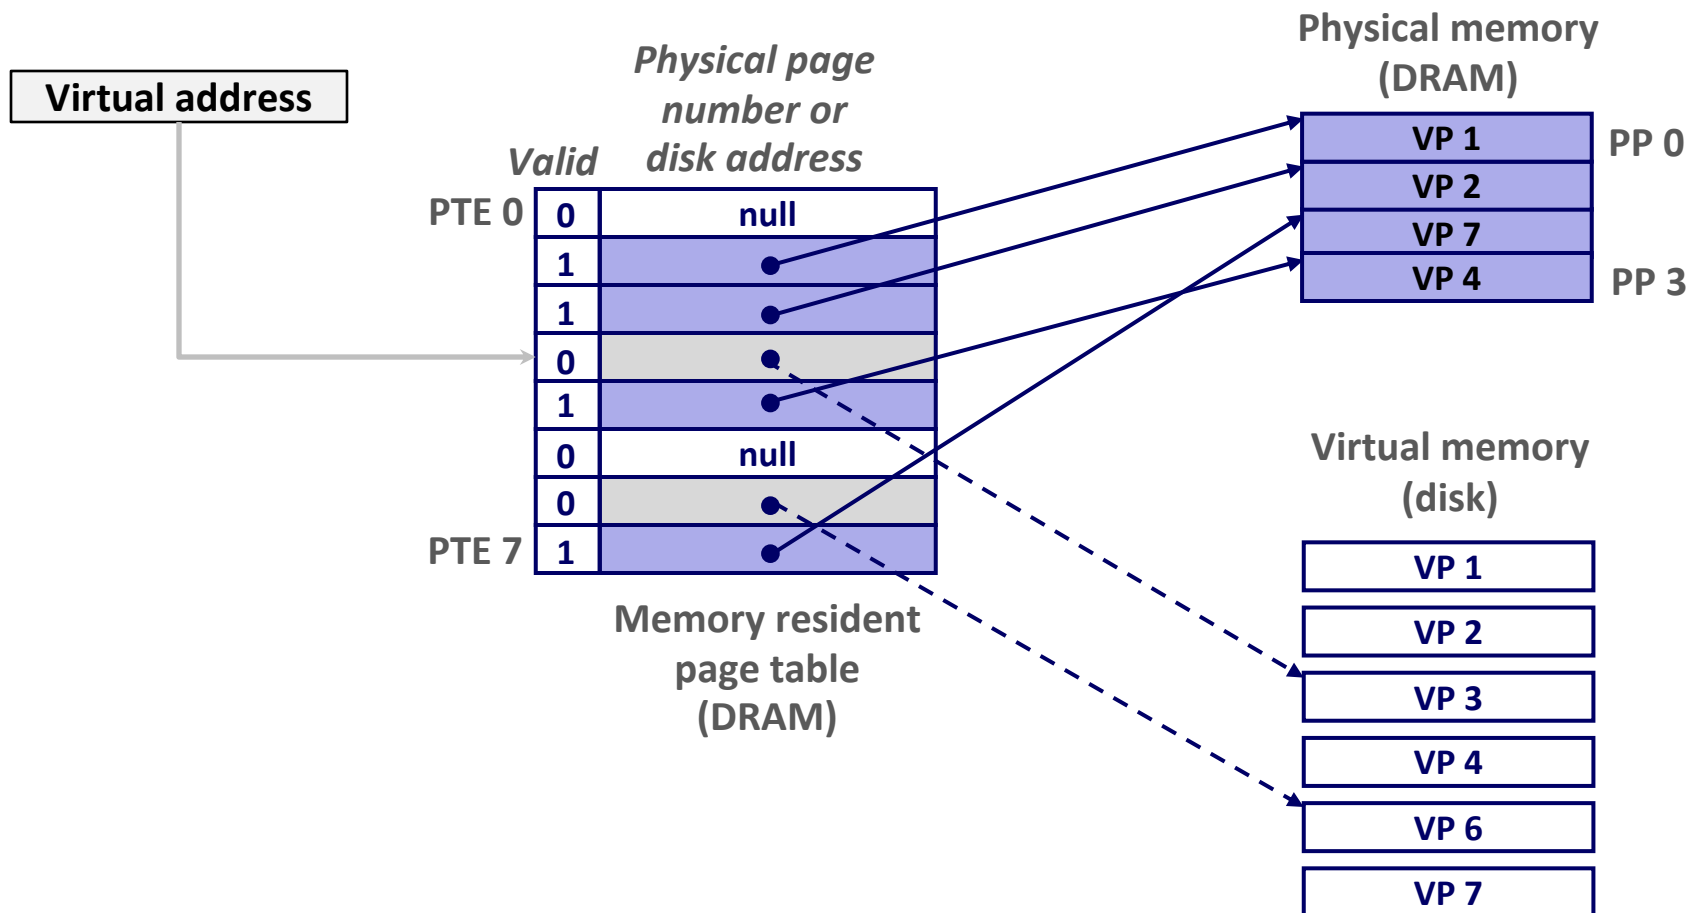 Virtual address
Physical page
number or
disk address
Valid
PTE 0
0
null
1
1
0
1
0
null
0
PTE 7
1
Memory resident
page table
(DRAM)
Physical memory
(DRAM)
VP 1
PP 0
VP 2
VP 7
VP 4
PP 3
Virtual memory
(disk)
VP 1
VP 2
VP 3
VP 4
VP 6
VP 7